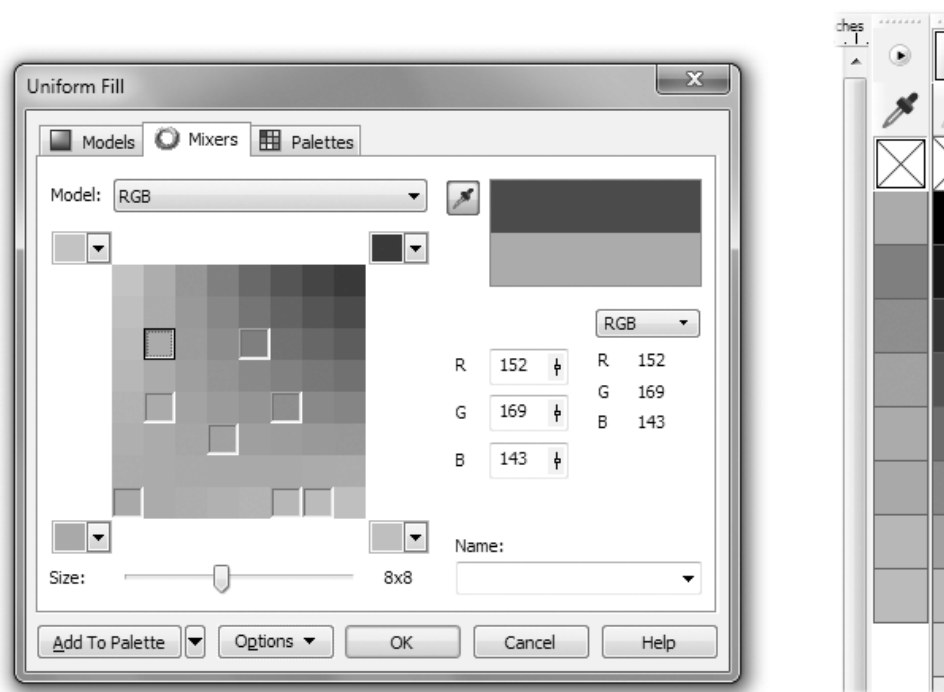 ches
Uniform Fill
Models Mixers Palettes
Model: RGB
RGB
R 152 R 152
G 169 G 169
B 143 B 143
Name:
Size: 8x8
Add To Palette Options OK Cancel Help